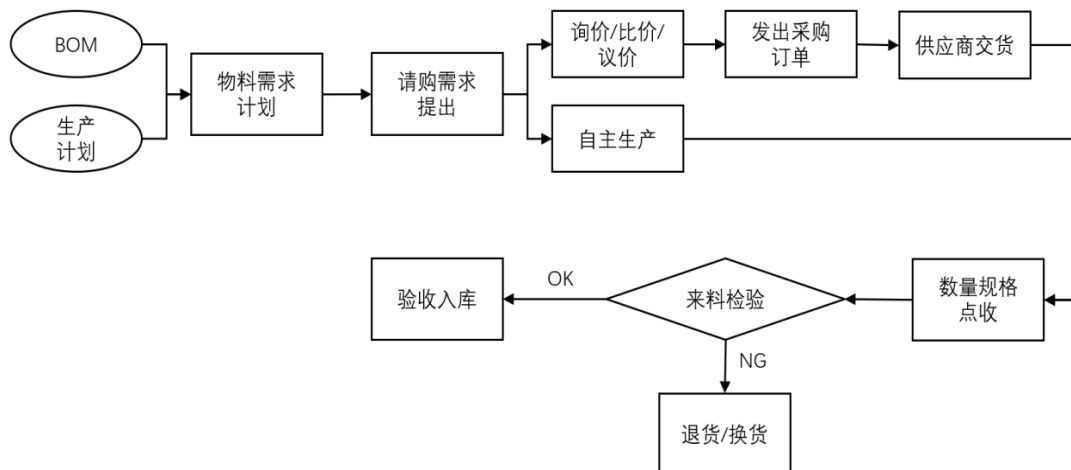 BOM
生产
计划
物料需求
计划
请购需求
提出
询价/比价/
议价
发出采购
订单
供应商交货
自主生产
验收入库
OK
来料检验
数量规格
点收
NG
退货/换货